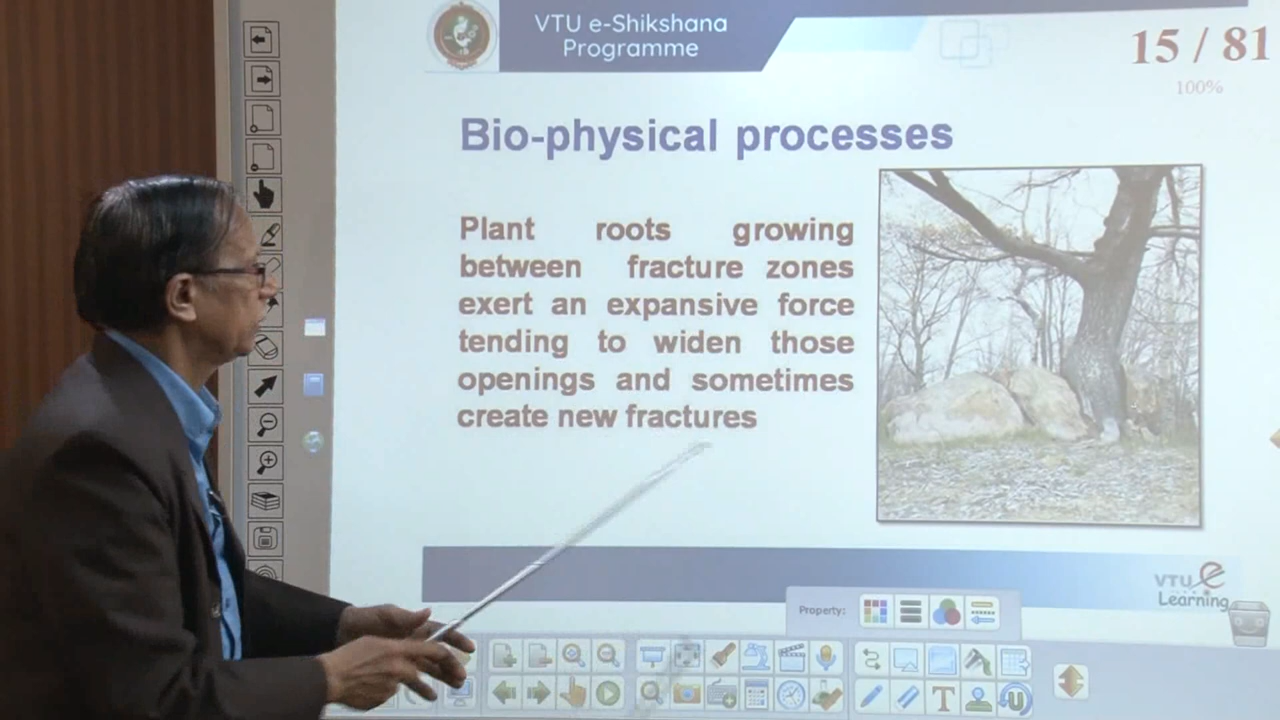 VTU e-Shikshana
Programme
15 / 81
100%
Bio-physical processes
Plant roots growing
between fracture zones
exert an expansive force
tending to widen those
openings and sometimes
create new fractures
VTU e
Learning
Property: